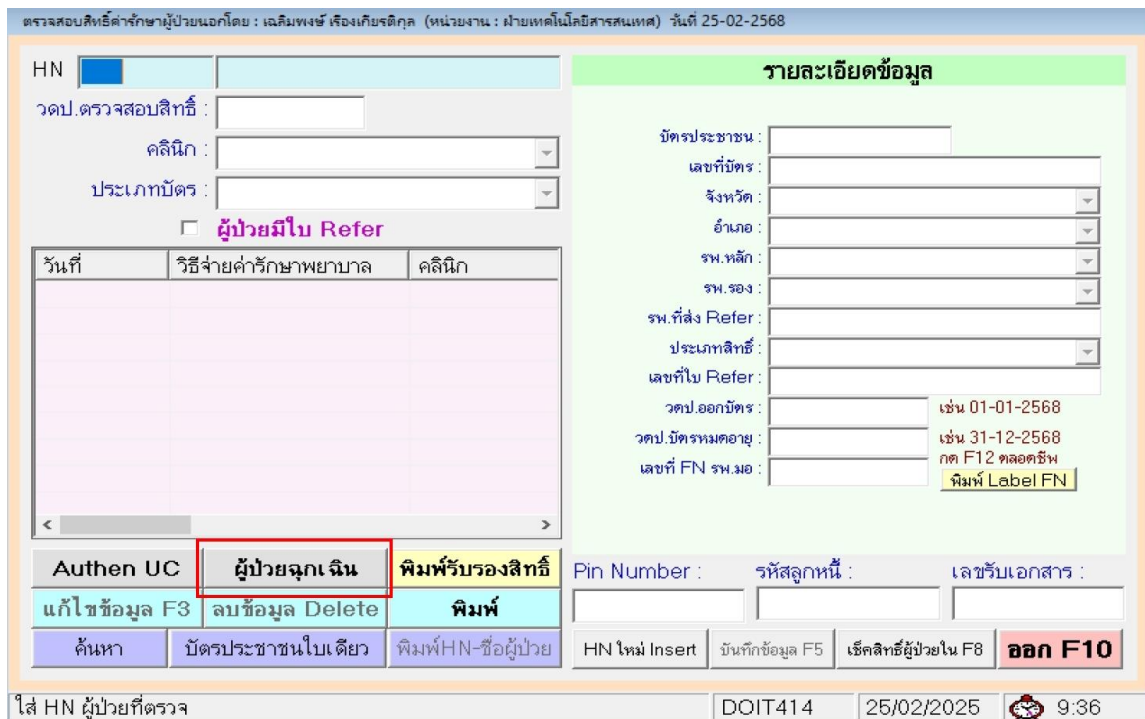 ตรวจสอบสิทธิ์ค่ารักษาผู้ป่วยนอกโดย : เฉลิมพงษ์ เรืองเกียรติกุล (หน่วยงาน : ฝ่ายเทคโนโลยีสารสนเทศ) วันที่ 25-02-2568
HN
วดป.ตรวจสอบสิทธิ์ :
คลินิก :
ประเภทบัตร :
ผู้ป่วยมีใบ Refer
วันที่ วิธีจ่ายค่ารักษาพยาบาล คลินิก
รายละเอียดข้อมูล
บัตรประชาชน :
เลขที่บัตร :
จังหวัด :
อำเภอ :
รพ.หลัก :
รพ.รอง :
รพ.ที่ส่ง Refer :
ประเภทสิทธิ์ :
เลขที่ใบ Refer :
วดป.ออกบัตร : เช่น 01-01-2568
วดป.บัตรหมดอายุ : เช่น 31-12-2568
กด F12 ตลอดชีพ
เลขที่ FN รพ.มอ : พิมพ์ Label FN
Authen UC ผู้ป่วยฉุกเฉิน พิมพ์รับรองสิทธิ์
แก้ไขข้อมูล F3 ลบข้อมูล Delete พิมพ์
ค้นหา บัตรประชาชนใบเดียว พิมพ์HN-ชื่อผู้ป่วย
Pin Number : รหัสลูกหนี้ : เลขรับเอกสาร :
HN ใหม่ Insert บันทึกข้อมูล F5 เช็คสิทธิ์ผู้ป่วยใน F8 ออก F10
ใส่ HN ผู้ป่วยที่ตรวจ DOIT414 25/02/2025 9:36